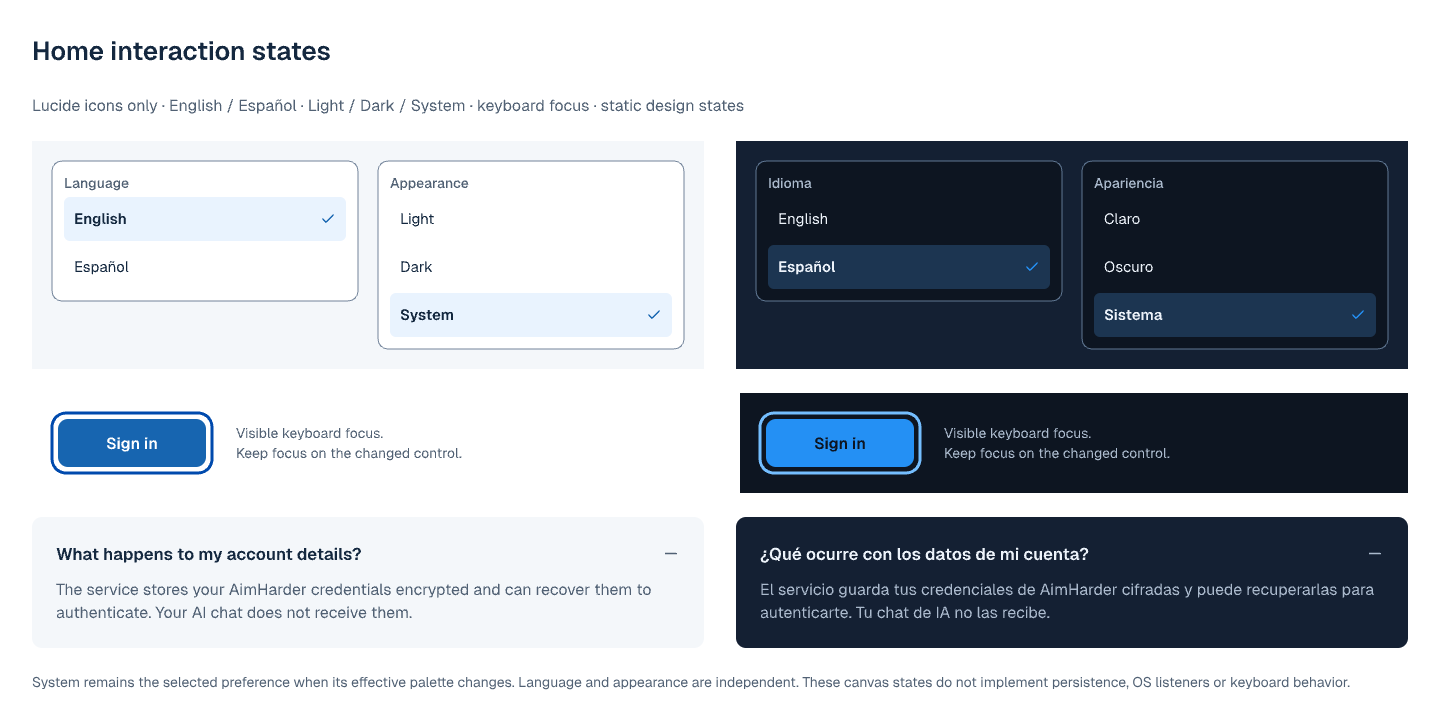 Home interaction states
Lucide icons only · English / Español · Light / Dark / System · keyboard focus · static design states
Language
English
Español
Appearance
Light
Dark
System
Idioma
English
Español
Apariencia
Claro
Oscuro
Sistema
Sign in
Visible keyboard focus.
Keep focus on the changed control.
Sign in
Visible keyboard focus.
Keep focus on the changed control.
What happens to my account details?
The service stores your AimHarder credentials encrypted and can recover them to
authenticate. Your AI chat does not receive them.
¿Qué ocurre con los datos de mi cuenta?
El servicio guarda tus credenciales de AimHarder cifradas y puede recuperarlas para
autenticarte. Tu chat de IA no las recibe.
System remains the selected preference when its effective palette changes. Language and appearance are independent. These canvas states do not implement persistence, OS listeners or keyboard behavior.